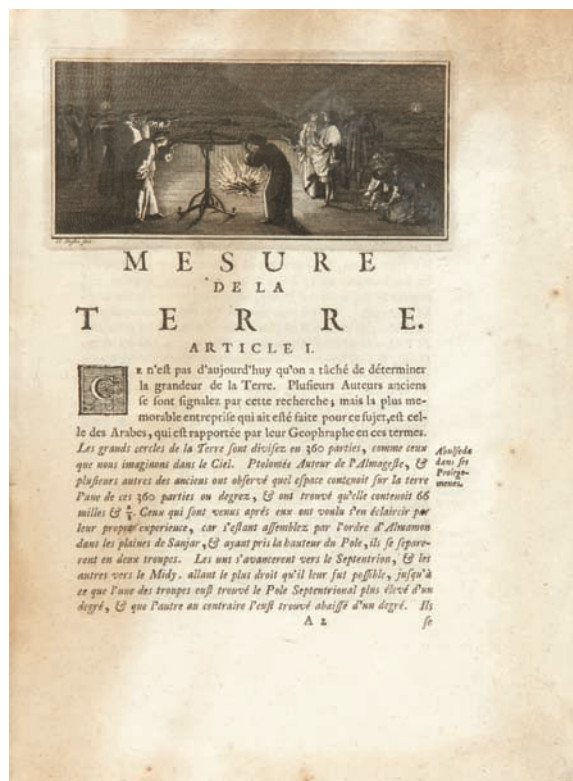 MESURE
DE LA
TERRE.
ARTICLE I.
CE n'est pas d'aujourd'huy qu'on a tâché de déterminer
la grandeur de la Terre. Plusieurs Auteurs anciens
se sont signalez par cette recherche; mais la plus me-
morable entreprise qui ait esté faite pour ce sujet, est cel-
le des Arabes, qui est rapportée par leur Geophraphe en ces termes.
Les grands cercles de la Terre sont divisez en 360 parties, comme ceux
que nous imaginons dans le Ciel. Ptolomée Auteur de l'Almageste, &
plusieurs autres des anciens ont observé quel espace contenoit sur la terre
l'une de ces 360 parties ou degrez, & ont trouvé qu'elle contenoit 66
milles & 2/3. Ceux qui sont venus aprés eux ont voulu s'en éclaircir par
leur propre experience, car s'estant assemblez par l'ordre d'Almamon
dans les plaines de Sanjar, & ayant pris la hauteur du Pole, ils se separe-
rent en deux troupes. Les uns s'avancerent vers le Septentrion, & les
autres vers le Midy. allant le plus droit qu'il leur fut possible, jusqu'à
ce que l'une des troupes eust trouvé le Pole Septentrional plus élevé d'un
degré, & que l'autre au contraire l'eust trouvé abaissé d'un degré. Ils
A 2 se
Abulfeda
dans ses
Prolego-
menes.